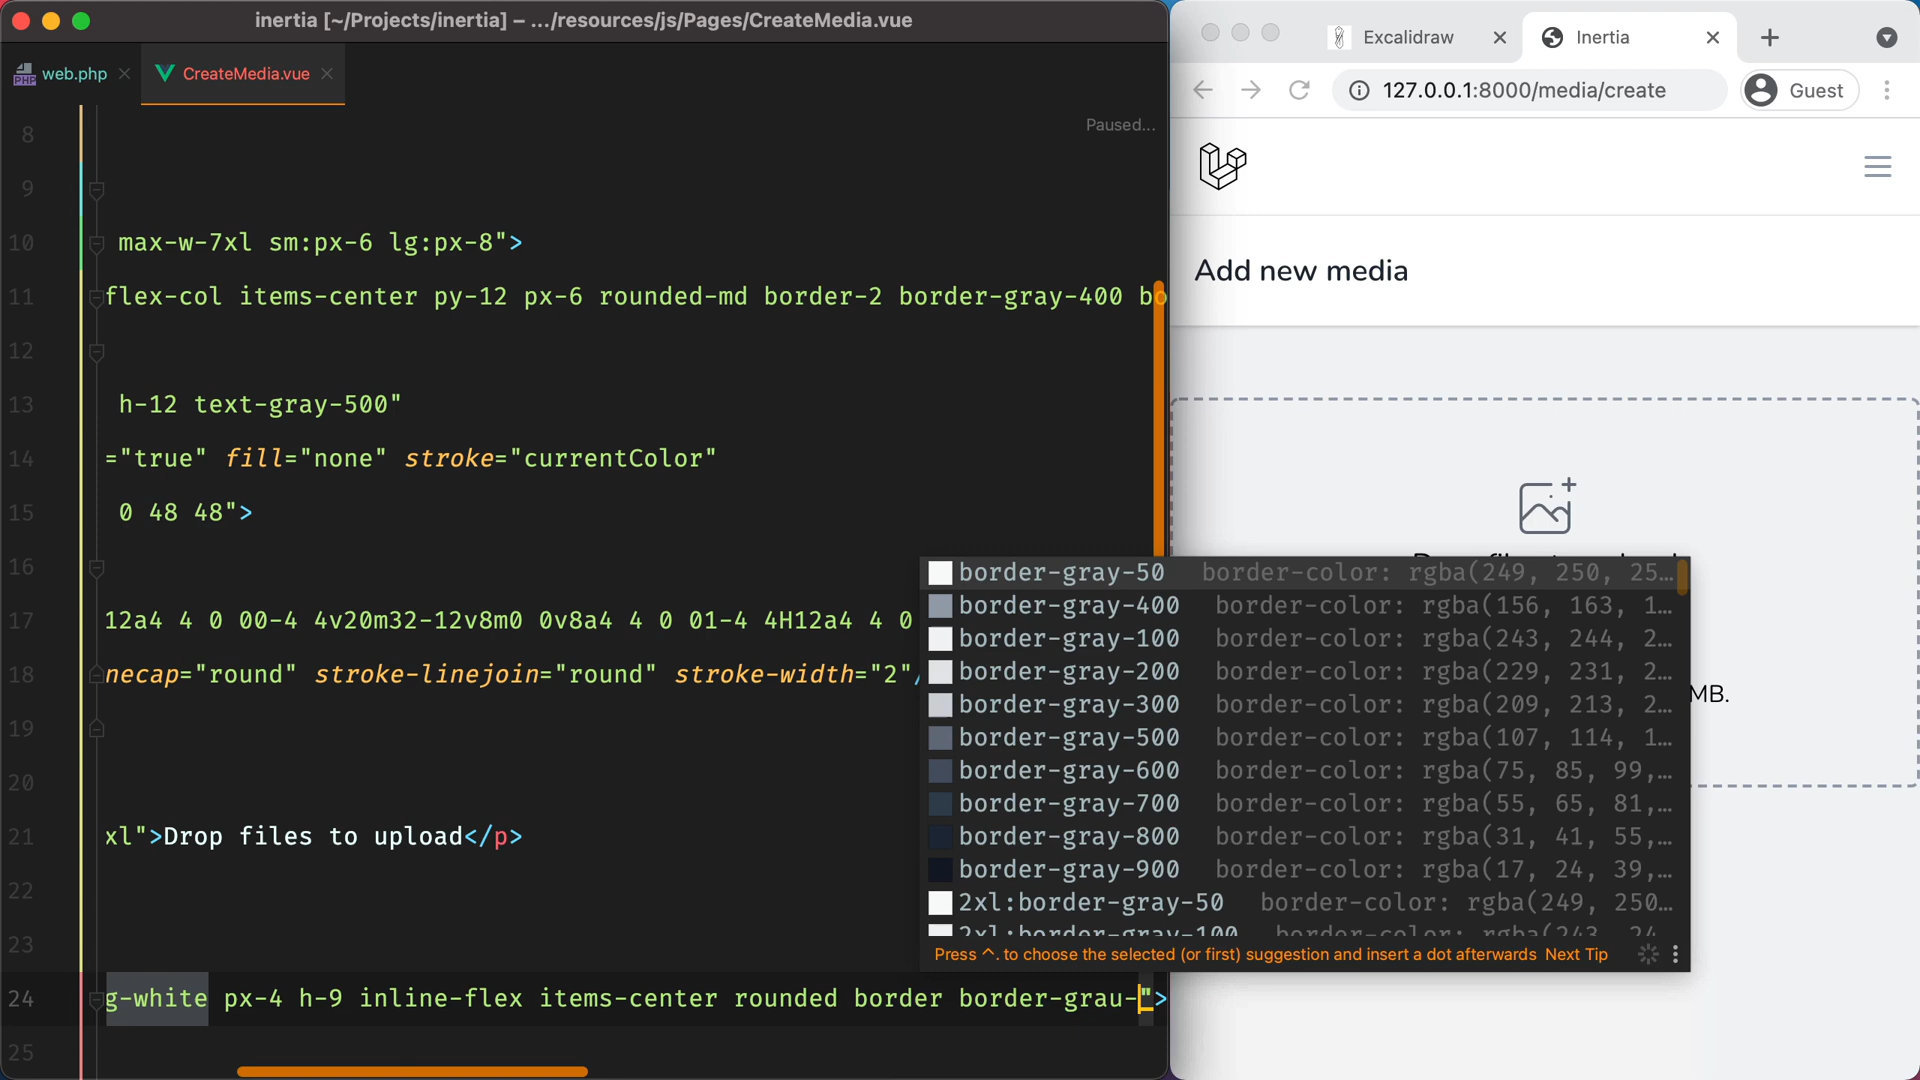 inertia [~/Projects/inertia] – .../resources/js/Pages/CreateMedia.vue
web.php
CreateMedia.vue
Paused...
8
9
10 max-w-7xl sm:px-6 lg:px-8">
11 flex-col items-center py-12 px-6 rounded-md border-2 border-gray-400 bo
12
13 h-12 text-gray-500"
14 ="true" fill="none" stroke="currentColor"
15 0 48 48">
16
17 12a4 4 0 00-4 4v20m32-12v8m0 0v8a4 4 0 01-4 4H12a4 4 0
18 necap="round" stroke-linejoin="round" stroke-width="2"/
19
20
21 xl">Drop files to upload</p>
22
23
24 g-white px-4 h-9 inline-flex items-center rounded border border-grau-">
25
border-gray-50 border-color: rgba(249, 250, 25…
border-gray-400 border-color: rgba(156, 163, 1…
border-gray-100 border-color: rgba(243, 244, 2…
border-gray-200 border-color: rgba(229, 231, 2…
border-gray-300 border-color: rgba(209, 213, 2…
border-gray-500 border-color: rgba(107, 114, 1…
border-gray-600 border-color: rgba(75, 85, 99,…
border-gray-700 border-color: rgba(55, 65, 81,…
border-gray-800 border-color: rgba(31, 41, 55,…
border-gray-900 border-color: rgba(17, 24, 39,…
2xl:border-gray-50 border-color: rgba(249, 250…
2xl:border-gray-100 border-color: rgba(243, 24
Press ^. to choose the selected (or first) suggestion and insert a dot afterwards Next Tip
Excalidraw
Inertia
127.0.0.1:8000/media/create
Guest
Add new media
MB.